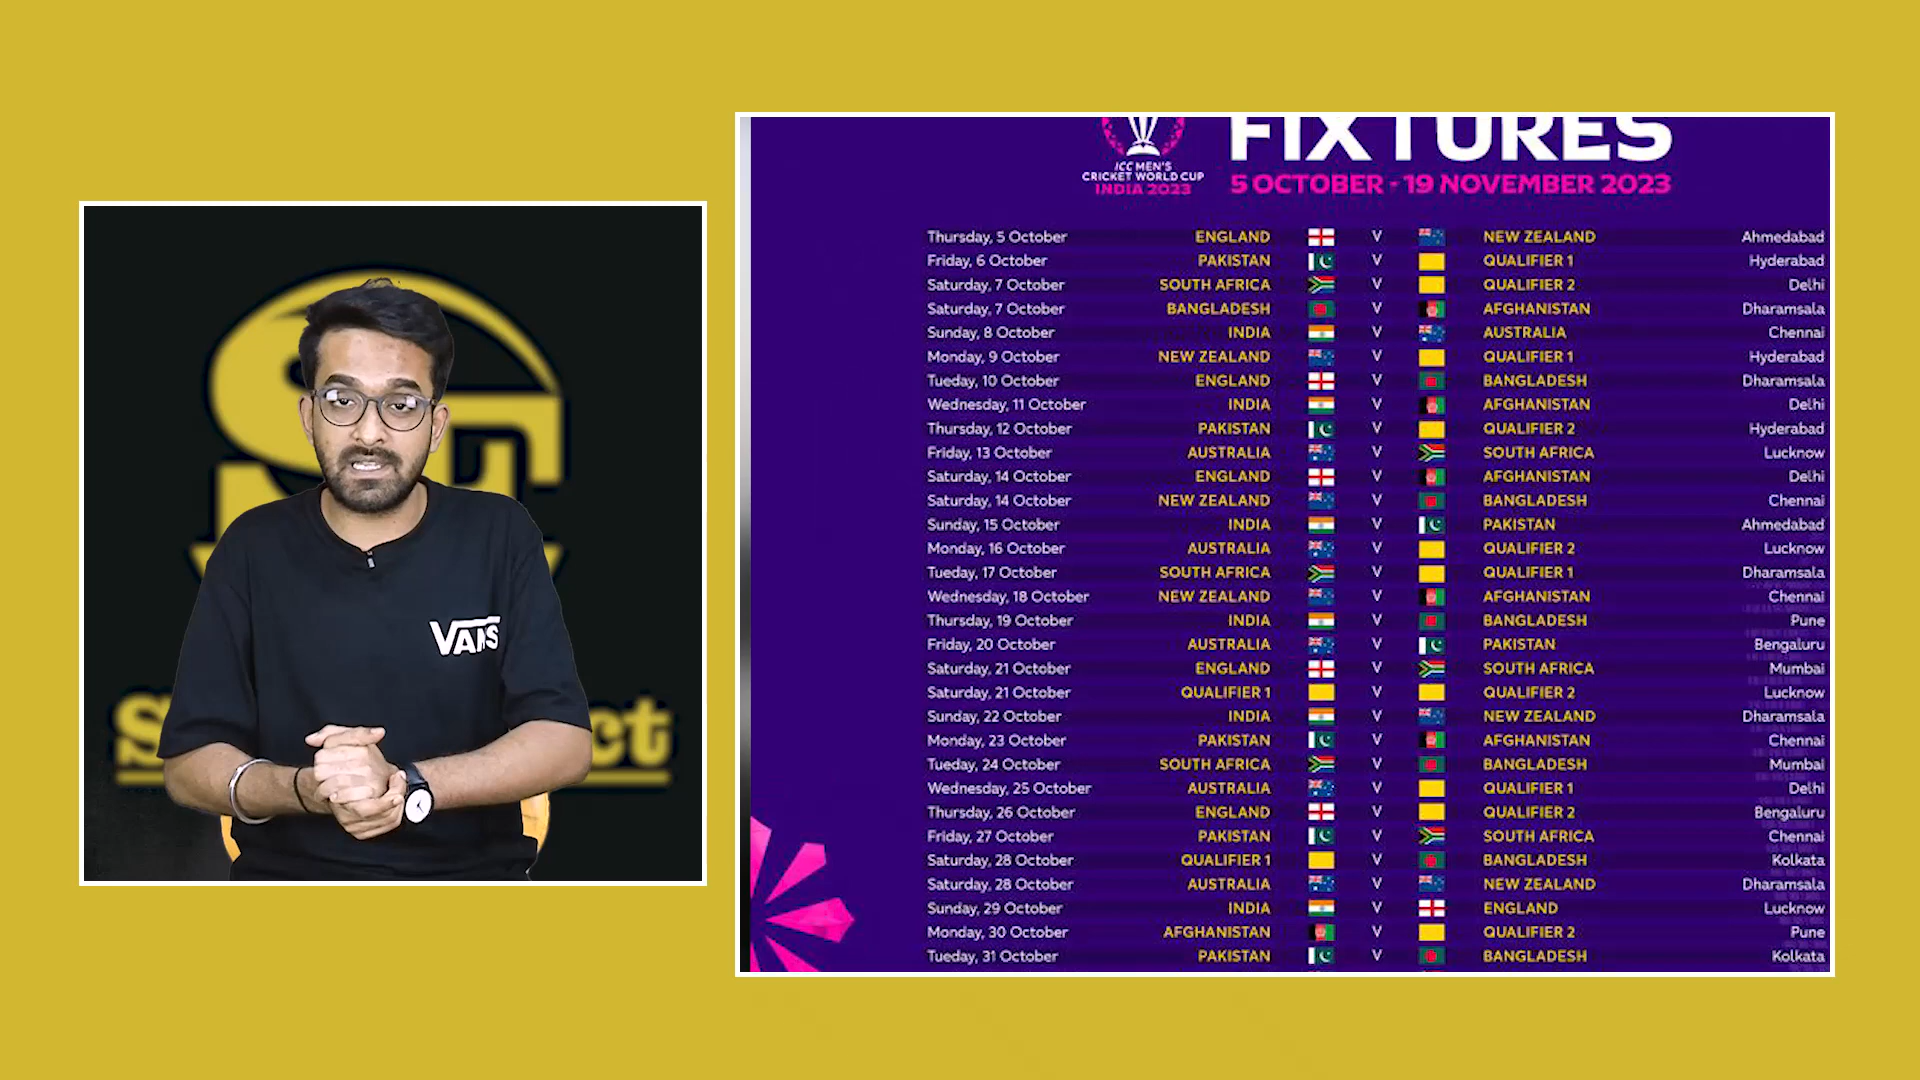 VANS
FIXTURES
ICC MEN'S
CRICKET WORLD CUP
INDIA 2023
5 OCTOBER - 19 NOVEMBER 2023
Thursday, 5 October ENGLAND V NEW ZEALAND Ahmedabad
Friday, 6 October PAKISTAN V QUALIFIER 1 Hyderabad
Saturday, 7 October SOUTH AFRICA V QUALIFIER 2 Delhi
Saturday, 7 October BANGLADESH V AFGHANISTAN Dharamsala
Sunday, 8 October INDIA V AUSTRALIA Chennai
Monday, 9 October NEW ZEALAND V QUALIFIER 1 Hyderabad
Tueday, 10 October ENGLAND V BANGLADESH Dharamsala
Wednesday, 11 October INDIA V AFGHANISTAN Delhi
Thursday, 12 October PAKISTAN V QUALIFIER 2 Hyderabad
Friday, 13 October AUSTRALIA V SOUTH AFRICA Lucknow
Saturday, 14 October ENGLAND V AFGHANISTAN Delhi
Saturday, 14 October NEW ZEALAND V BANGLADESH Chennai
Sunday, 15 October INDIA V PAKISTAN Ahmedabad
Monday, 16 October AUSTRALIA V QUALIFIER 2 Lucknow
Tueday, 17 October SOUTH AFRICA V QUALIFIER 1 Dharamsala
Wednesday, 18 October NEW ZEALAND V AFGHANISTAN Chennai
Thursday, 19 October INDIA V BANGLADESH Pune
Friday, 20 October AUSTRALIA V PAKISTAN Bengaluru
Saturday, 21 October ENGLAND V SOUTH AFRICA Mumbai
Saturday, 21 October QUALIFIER 1 V QUALIFIER 2 Lucknow
Sunday, 22 October INDIA V NEW ZEALAND Dharamsala
Monday, 23 October PAKISTAN V AFGHANISTAN Chennai
Tueday, 24 October SOUTH AFRICA V BANGLADESH Mumbai
Wednesday, 25 October AUSTRALIA V QUALIFIER 1 Delhi
Thursday, 26 October ENGLAND V QUALIFIER 2 Bengaluru
Friday, 27 October PAKISTAN V SOUTH AFRICA Chennai
Saturday, 28 October QUALIFIER 1 V BANGLADESH Kolkata
Saturday, 28 October AUSTRALIA V NEW ZEALAND Dharamsala
Sunday, 29 October INDIA V ENGLAND Lucknow
Monday, 30 October AFGHANISTAN V QUALIFIER 2 Pune
Tueday, 31 October PAKISTAN V BANGLADESH Kolkata